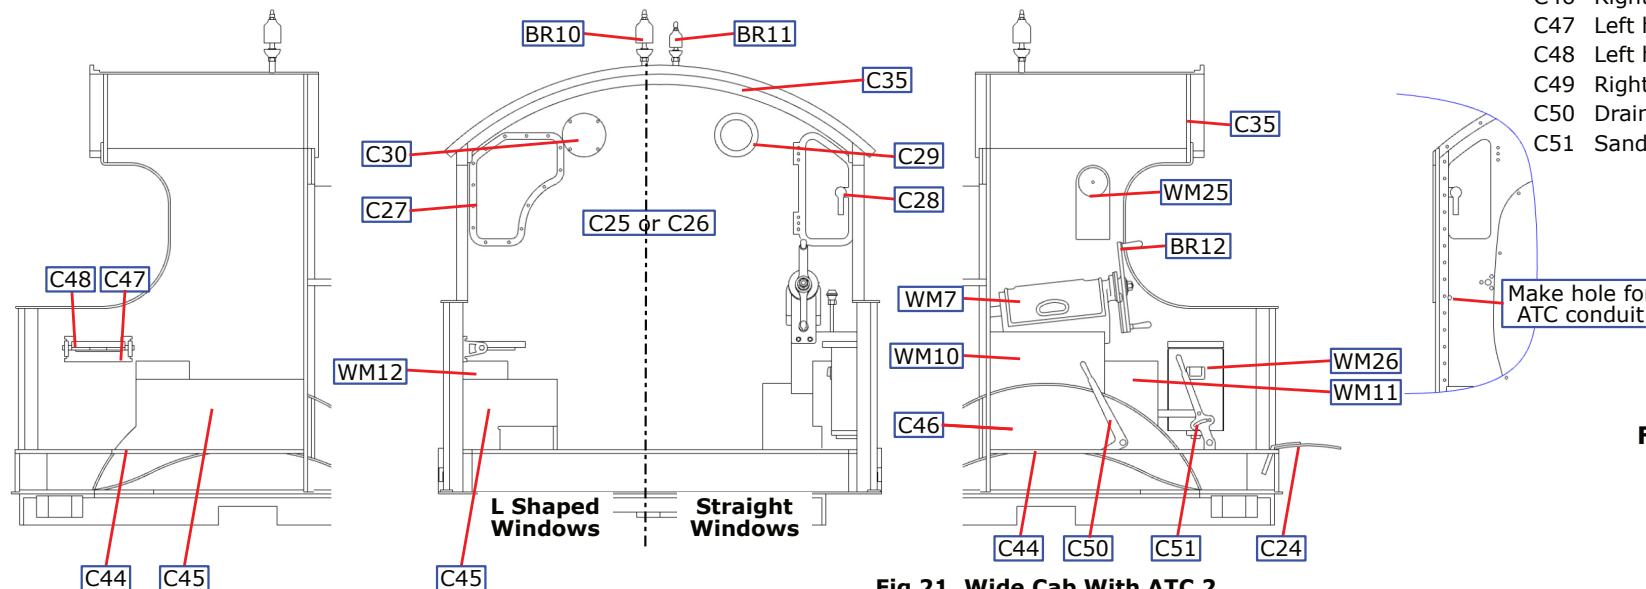 BR10
BR11
C35
C30
C29
C27
C28
C25 or C26
C48
C47
WM12
C35
WM25
BR12
WM7
WM10
WM26
WM11
C46
C47 Left
C48 Left
C49 Right
C50 Drain
C51 Sand
Make hole for
ATC conduit
L Shaped
Windows
Straight
Windows
C44
C45
C45
C44
C50
C51
C24
Fig 21 Wide Cab With ATC 2